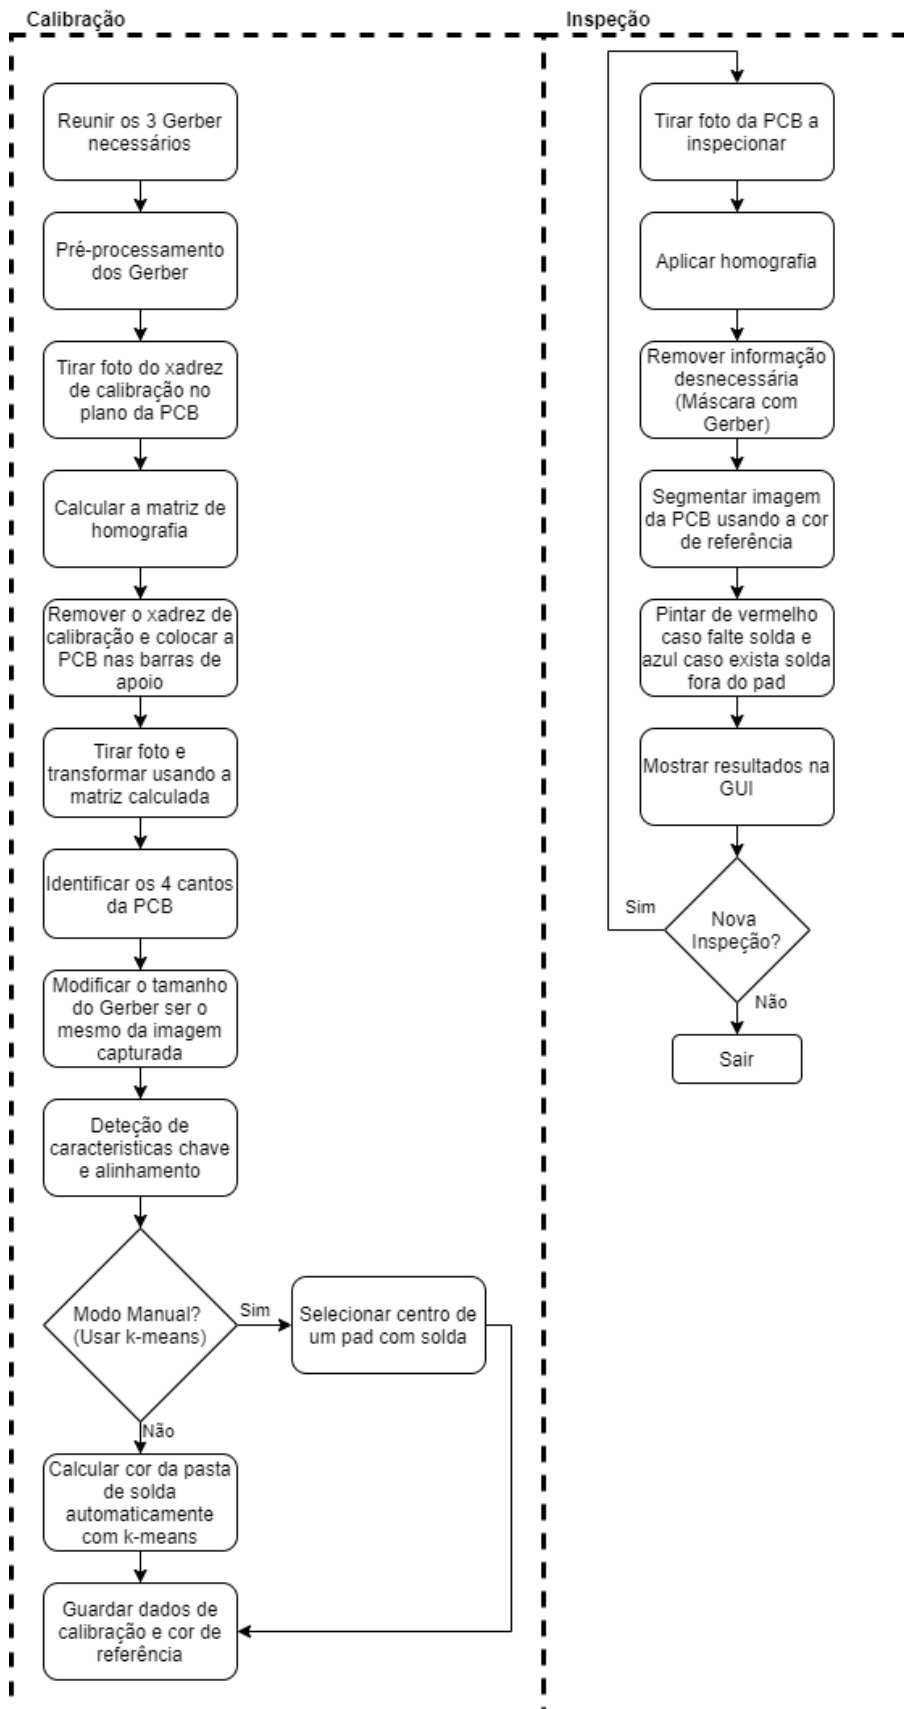 Calibração
Reunir os 3 Gerber
necessários
Pré-processamento
dos Gerber
Tirar foto do xadrez
de calibração no
plano da PCB
Calcular a matriz de
homografia
Remover o xadrez de
calibração e colocar a
PCB nas barras de
apoio
Tirar foto e
transformar usando a
matriz calculada
Identificar os 4 cantos
da PCB
Modificar o tamanho
do Gerber ser o
mesmo da imagem
capturada
Deteção de
caracteristicas chave
e alinhamento
Modo Manual?
(Usar k-means)
Sim
Selecionar centro de
um pad com solda
Não
Calcular cor da pasta
de solda
automaticamente
com k-means
Guardar dados de
calibração e cor de
referência
Inspeção
Tirar foto da PCB a
inspecionar
Aplicar homografia
Remover informação
desnecessária
(Máscara com
Gerber)
Segmentar imagem
da PCB usando a cor
de referência
Pintar de vermelho
caso falte solda e
azul caso exista solda
fora do pad
Mostrar resultados na
GUI
Sim
Nova
Inspeção?
Não
Sair